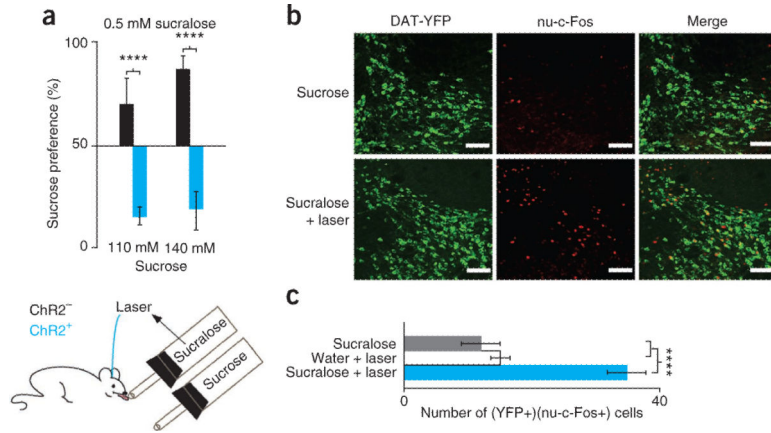 a
0.5 mM sucralose
****
****
100
50
0
Sucrose preference (%)
110 mM
140 mM
Sucrose
ChR2⁻
ChR2⁺
Laser
Sucralose
Sucrose
b
DAT-YFP
nu-c-Fos
Merge
Sucrose
Sucralose
+ laser
c
Sucralose
Water + laser
Sucralose + laser
****
0
40
Number of (YFP+)(nu-c-Fos+) cells